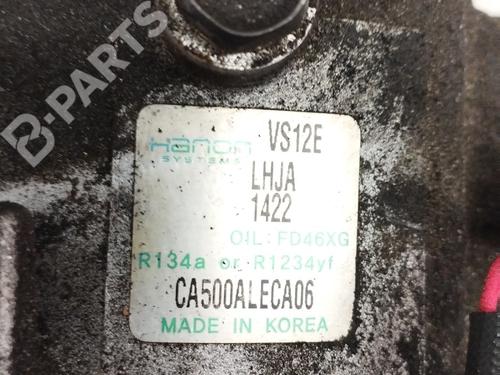 B-PARTS
Hanon VS12E
SYSTEMS
LHJA
1422
OIL: FD46XG
R134a or R1234yf
CA500ALECA06
MADE IN KOREA